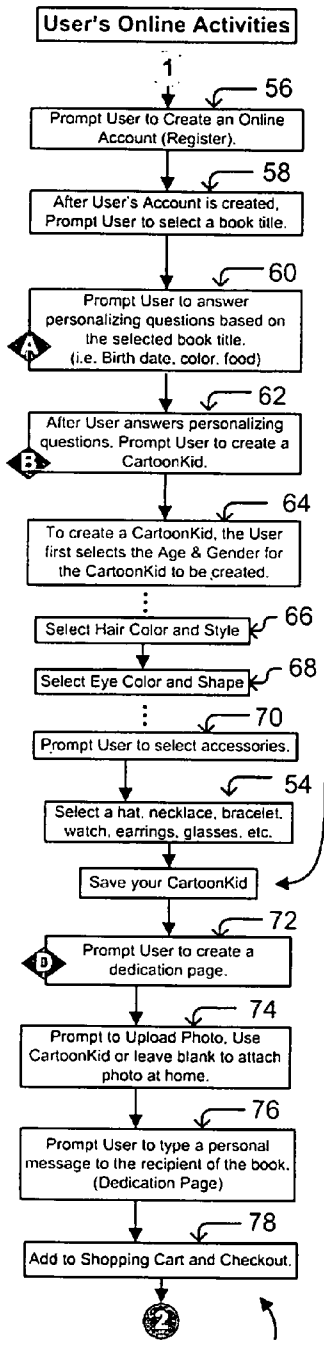 User's Online Activities
1
56
Prompt User to Create an Online
Account (Register).
58
After User's Account is created,
Prompt User to select a book title.
60
Prompt User to answer
personalizing questions based on
the selected book title.
(i.e. Birth date, color, food)
A
62
After User answers personalizing
questions. Prompt User to create a
CartoonKid.
B
64
To create a CartoonKid, the User
first selects the Age & Gender for
the CartoonKid to be created.
66
Select Hair Color and Style
68
Select Eye Color and Shape
70
Prompt User to select accessories.
54
Select a hat, necklace, bracelet,
watch, earrings, glasses, etc.
Save your CartoonKid
72
Prompt User to create a
dedication page.
D
74
Prompt to Upload Photo, Use
CartoonKid or leave blank to attach
photo at home.
76
Prompt User to type a personal
message to the recipient of the book.
(Dedication Page)
78
Add to Shopping Cart and Checkout.
2